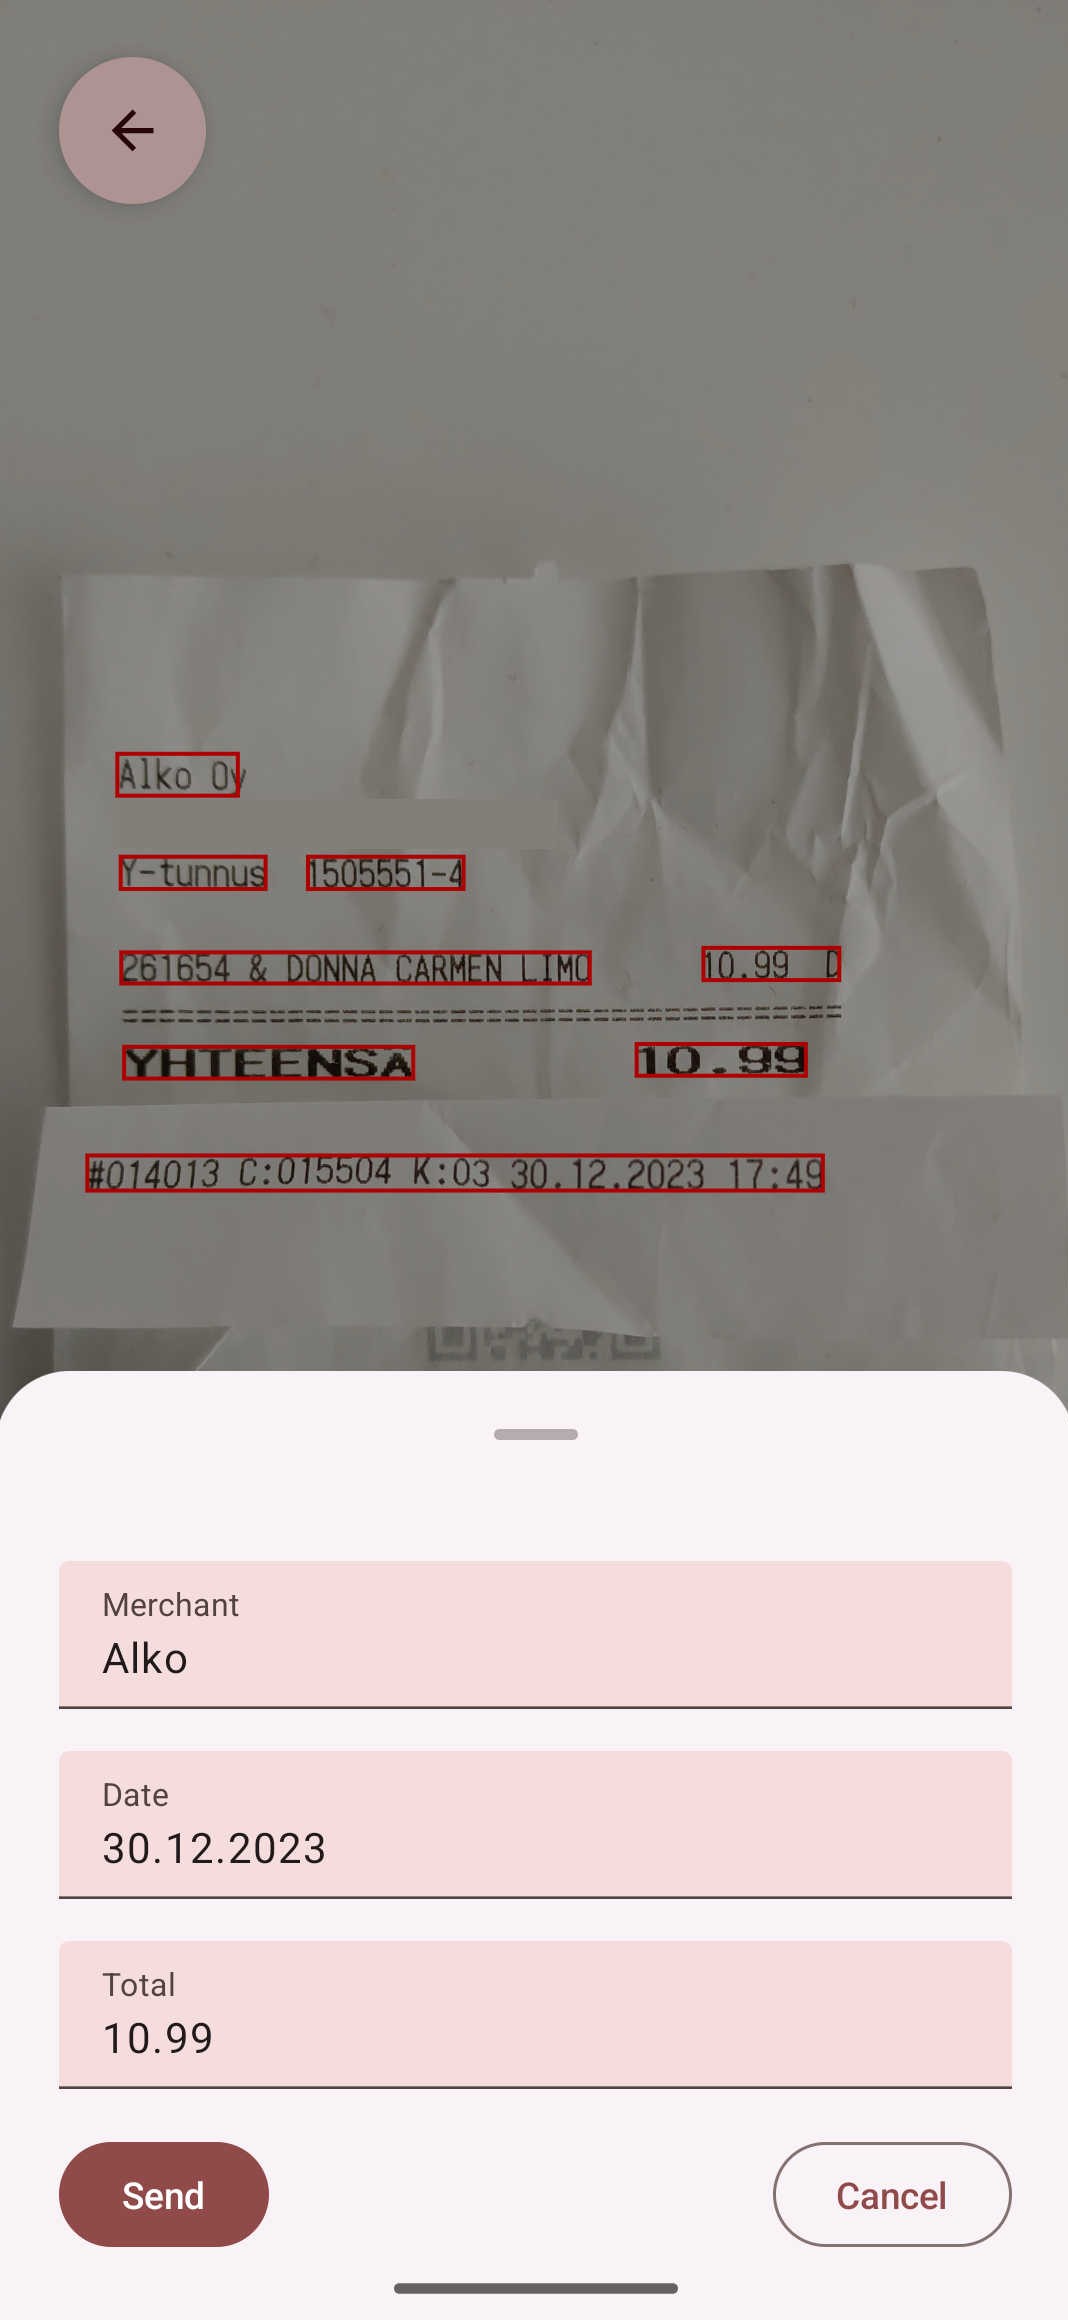 Alko Oy
Y-tunnus 1505551-4
261654 & DONNA CARMEN LIMO 10.99 D
========================================
YHTEENSA 10.99
#014013 C:015504 K:03 30.12.2023 17:49
Merchant
Alko
Date
30.12.2023
Total
10.99
Send Cancel